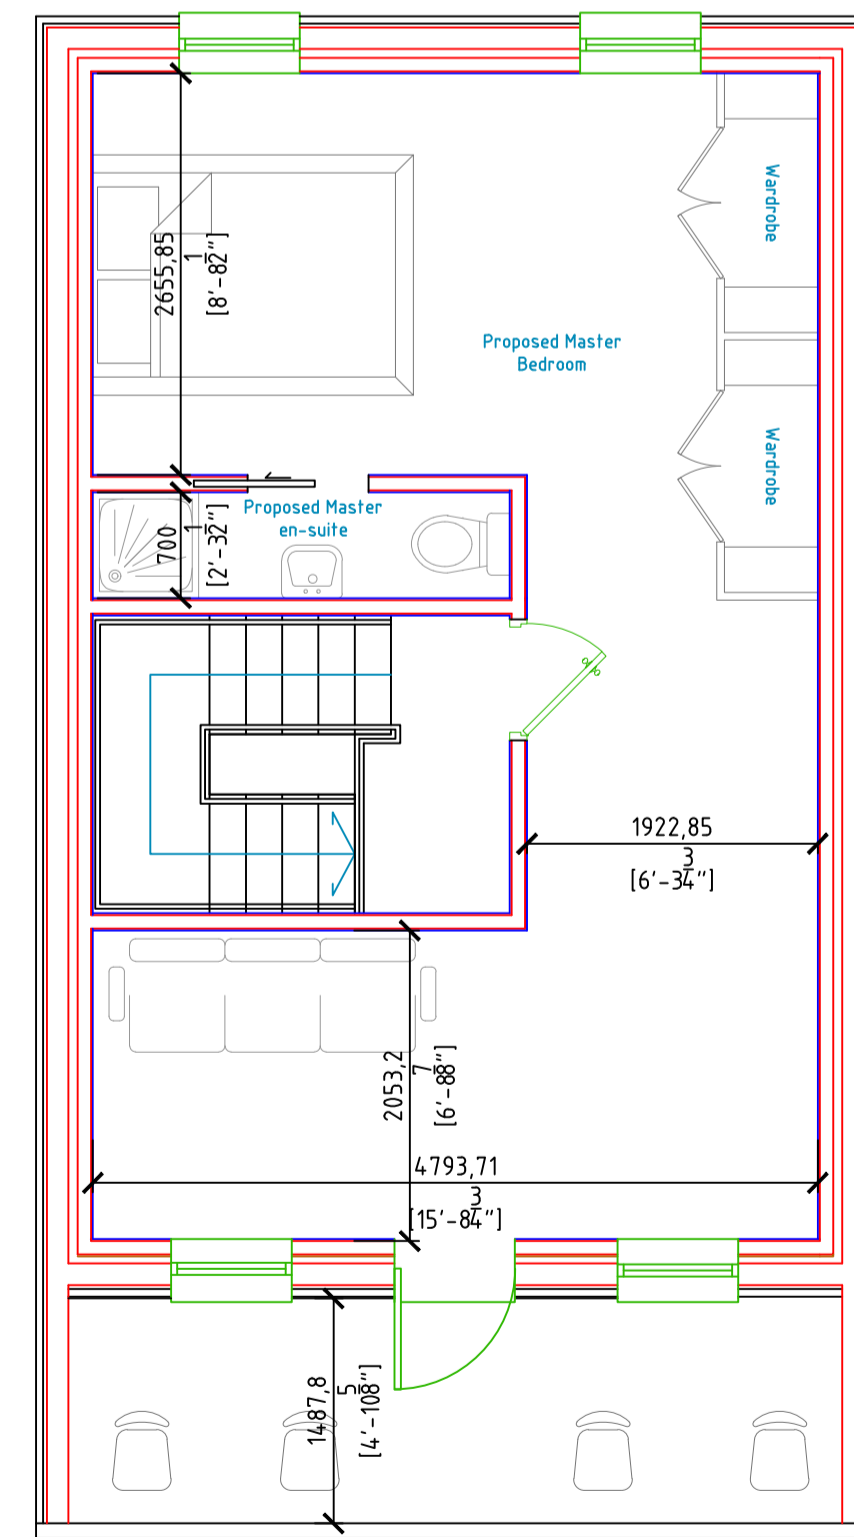 Wardrobe
2655,85
[8'-8 1/2"]
Proposed Master
Bedroom
Wardrobe
Proposed Master
en-suite
700
[2'-3 1/2"]
1922,85
[6'-3 3/4"]
2053,2
[6'-8 7/8"]
4793,71
[15'-8 3/4"]
1487,8
[4'-10 5/8"]